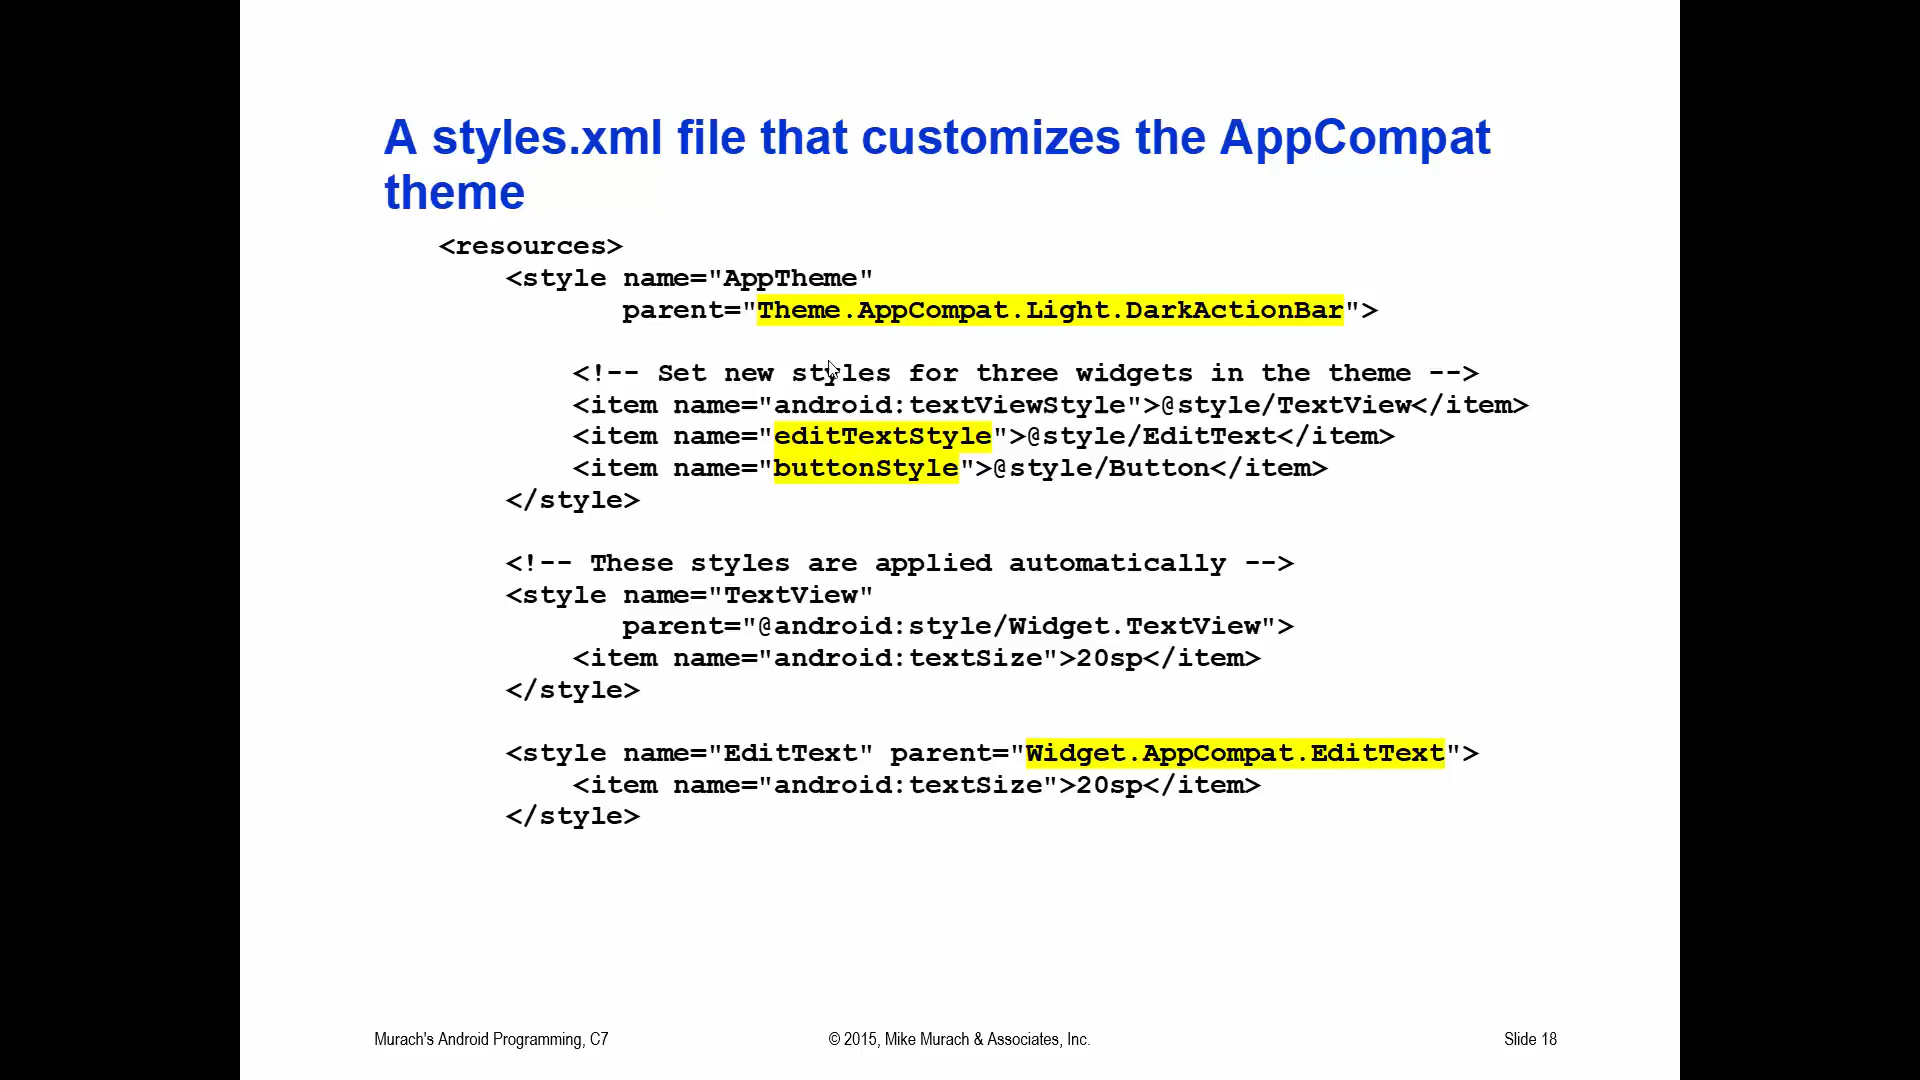 A styles.xml file that customizes the AppCompat
theme
<resources>
<style name="AppTheme"
parent="Theme.AppCompat.Light.DarkActionBar">
<!-- Set new styles for three widgets in the theme -->
<item name="android:textViewStyle">@style/TextView</item>
<item name="editTextStyle">@style/EditText</item>
<item name="buttonStyle">@style/Button</item>
</style>
<!-- These styles are applied automatically -->
<style name="TextView"
parent="@android:style/Widget.TextView">
<item name="android:textSize">20sp</item>
</style>
<style name="EditText" parent="Widget.AppCompat.EditText">
<item name="android:textSize">20sp</item>
</style>
Murach's Android Programming, C7
© 2015, Mike Murach & Associates, Inc.
Slide 18